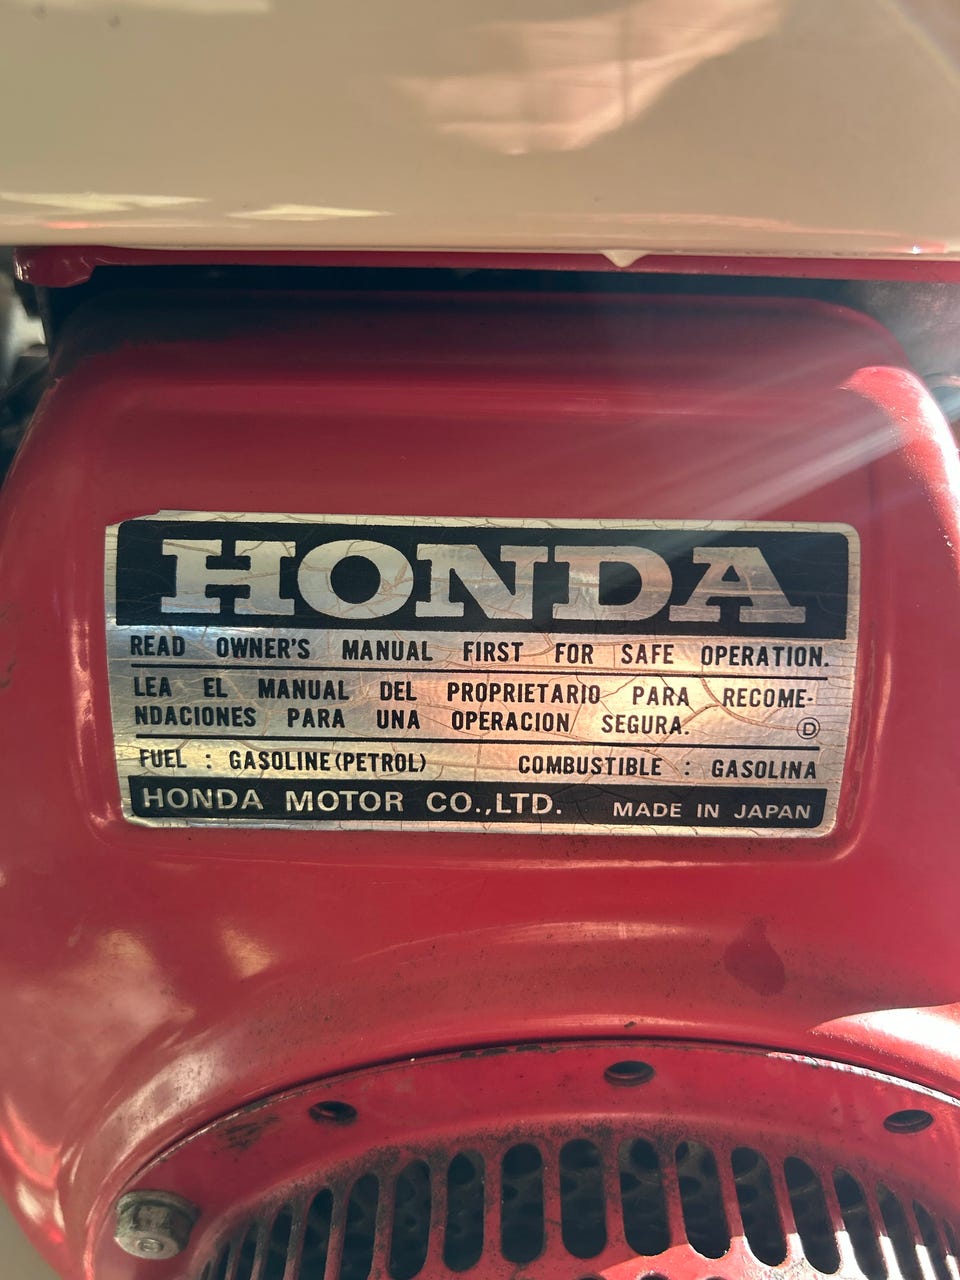 HONDA
READ OWNER'S MANUAL FIRST FOR SAFE OPERATION.
LEA EL MANUAL DEL PROPRIETARIO PARA RECOME-
NDACIONES PARA UNA OPERACION SEGURA. Ⓓ
FUEL : GASOLINE (PETROL) COMBUSTIBLE : GASOLINA
HONDA MOTOR CO.,LTD. MADE IN JAPAN